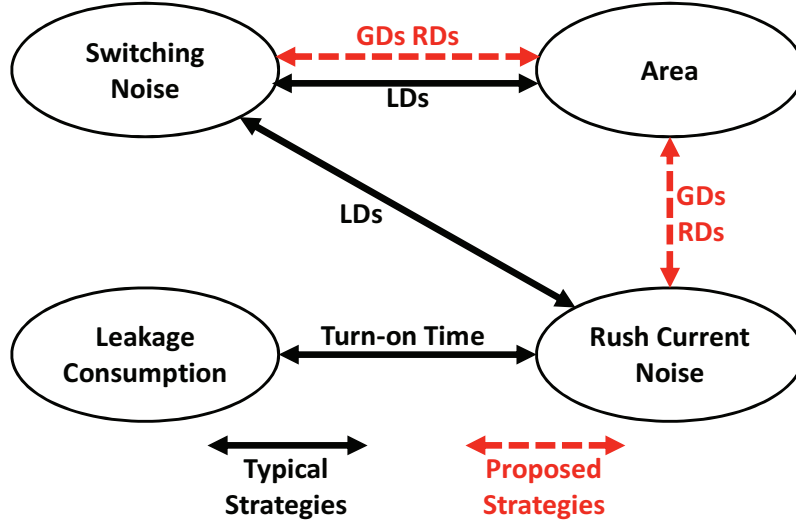 Switching
Noise
GDs RDs
LDs
Area
LDs
GDs
RDs
Leakage
Consumption
Turn-on Time
Rush Current
Noise
Typical
Strategies
Proposed
Strategies